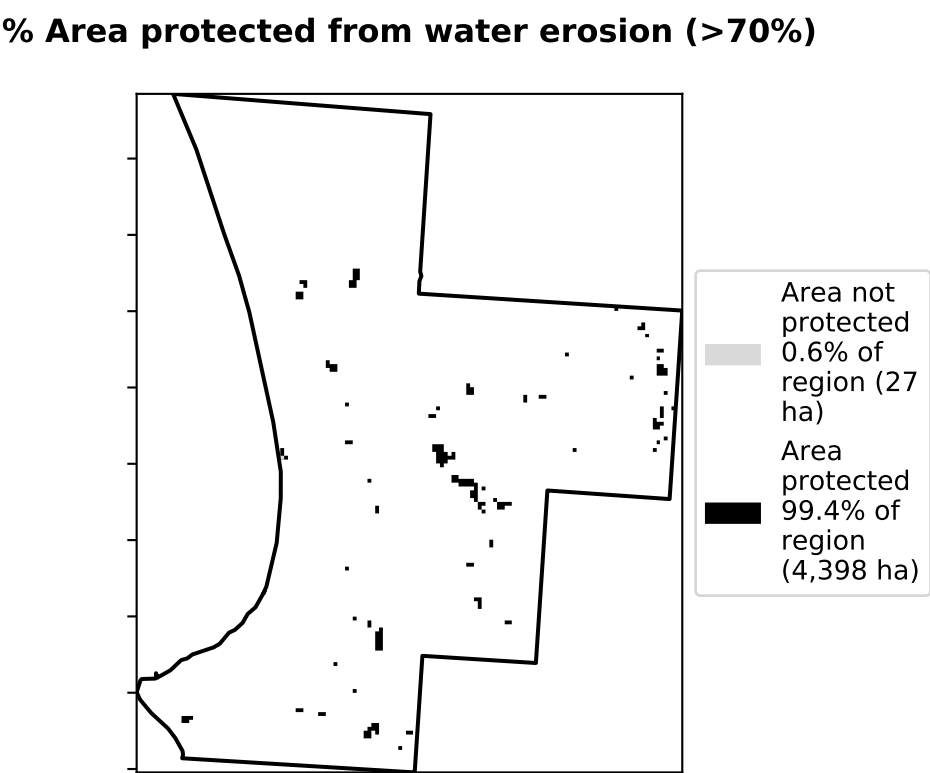 % Area protected from water erosion (>70%)
Area not
protected
0.6% of
region (27
ha)
Area
protected
99.4% of
region
(4,398 ha)